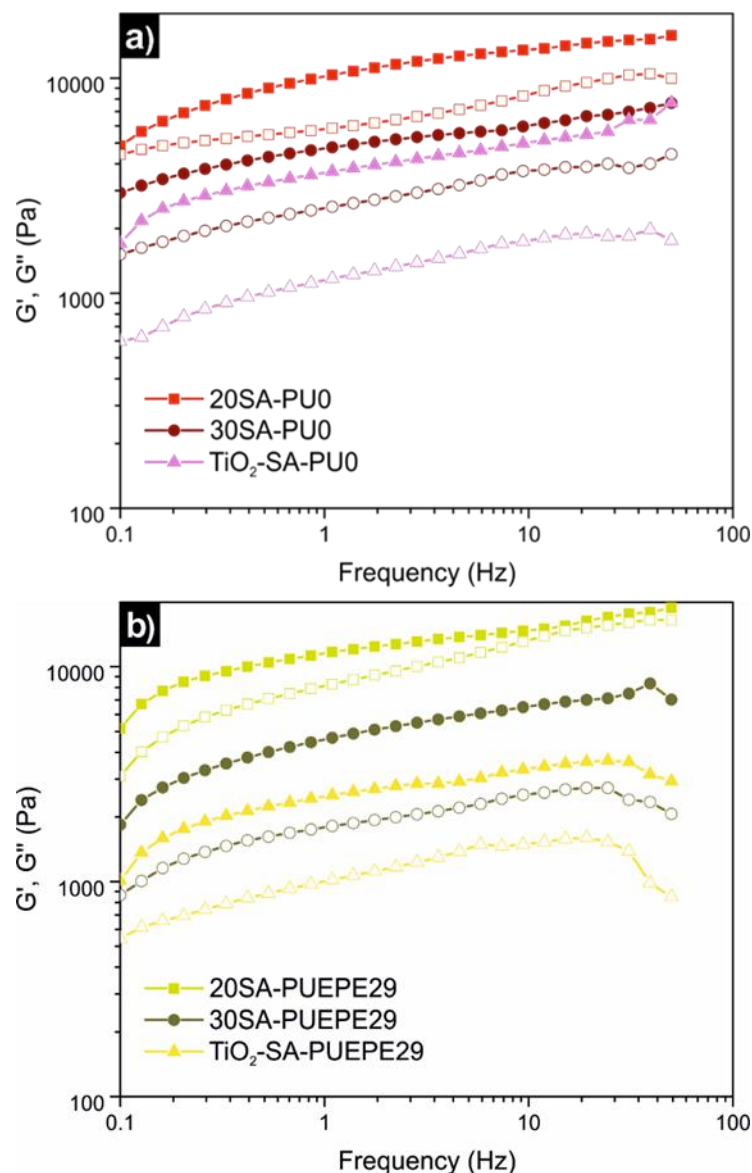 a)
10000
1000
100
G', G" (Pa)
20SA-PU0
30SA-PU0
TiO₂-SA-PU0
0.1 1 10 100
Frequency (Hz)
b)
10000
1000
100
G', G" (Pa)
20SA-PUEPE29
30SA-PUEPE29
TiO₂-SA-PUEPE29
0.1 1 10 100
Frequency (Hz)